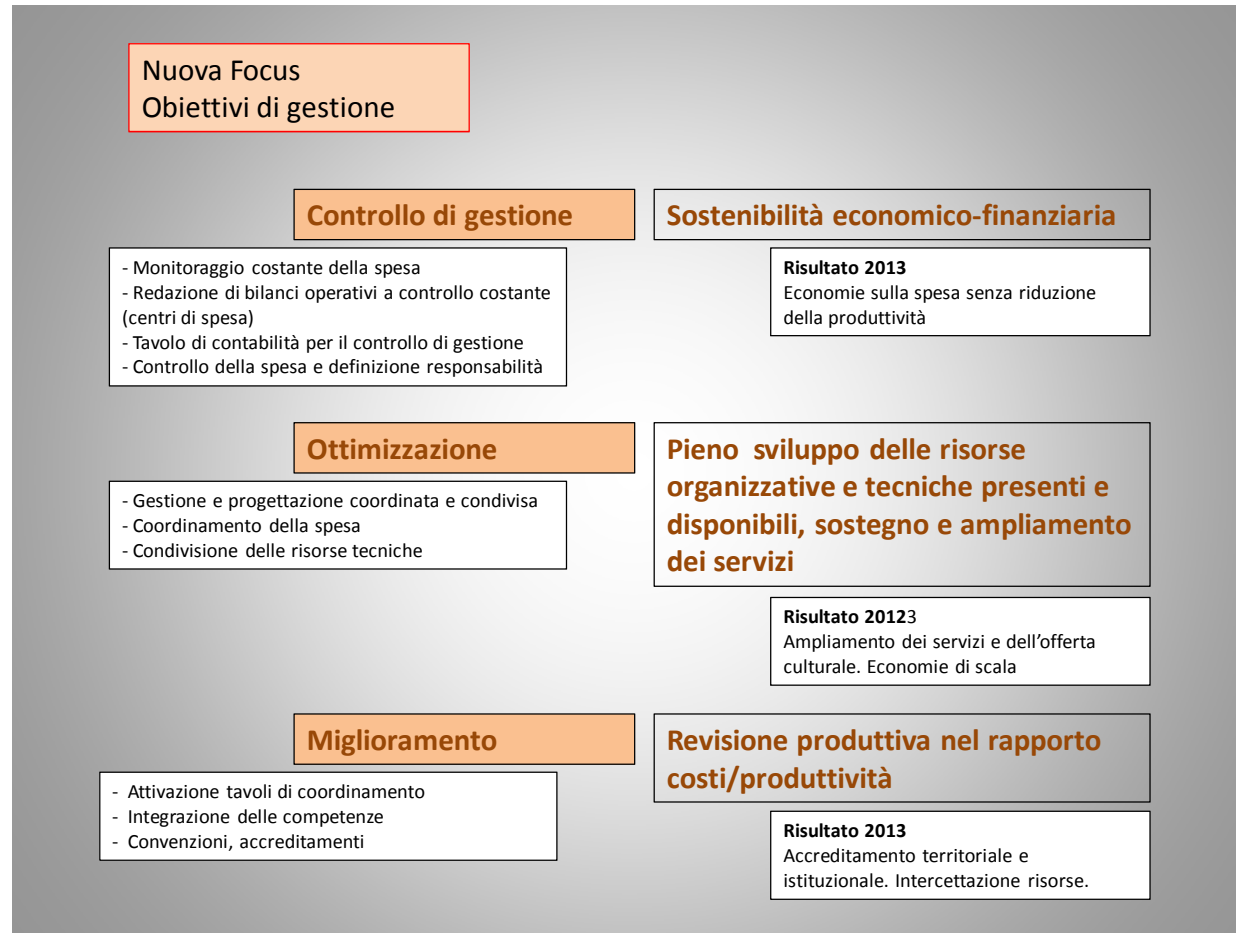 Nuova Focus
Obiettivi di gestione
Controllo di gestione
- Monitoraggio costante della spesa
- Redazione di bilanci operativi a controllo costante
(centri di spesa)
- Tavolo di contabilità per il controllo di gestione
- Controllo della spesa e definizione responsabilità
Sostenibilità economico-finanziaria
Risultato 2013
Economie sulla spesa senza riduzione
della produttività
Ottimizzazione
- Gestione e progettazione coordinata e condivisa
- Coordinamento della spesa
- Condivisione delle risorse tecniche
Pieno sviluppo delle risorse
organizzative e tecniche presenti e
disponibili, sostegno e ampliamento
dei servizi
Risultato 20123
Ampliamento dei servizi e dell’offerta
culturale. Economie di scala
Miglioramento
- Attivazione tavoli di coordinamento
- Integrazione delle competenze
- Convenzioni, accreditamenti
Revisione produttiva nel rapporto
costi/produttività
Risultato 2013
Accreditamento territoriale e
istituzionale. Intercettazione risorse.